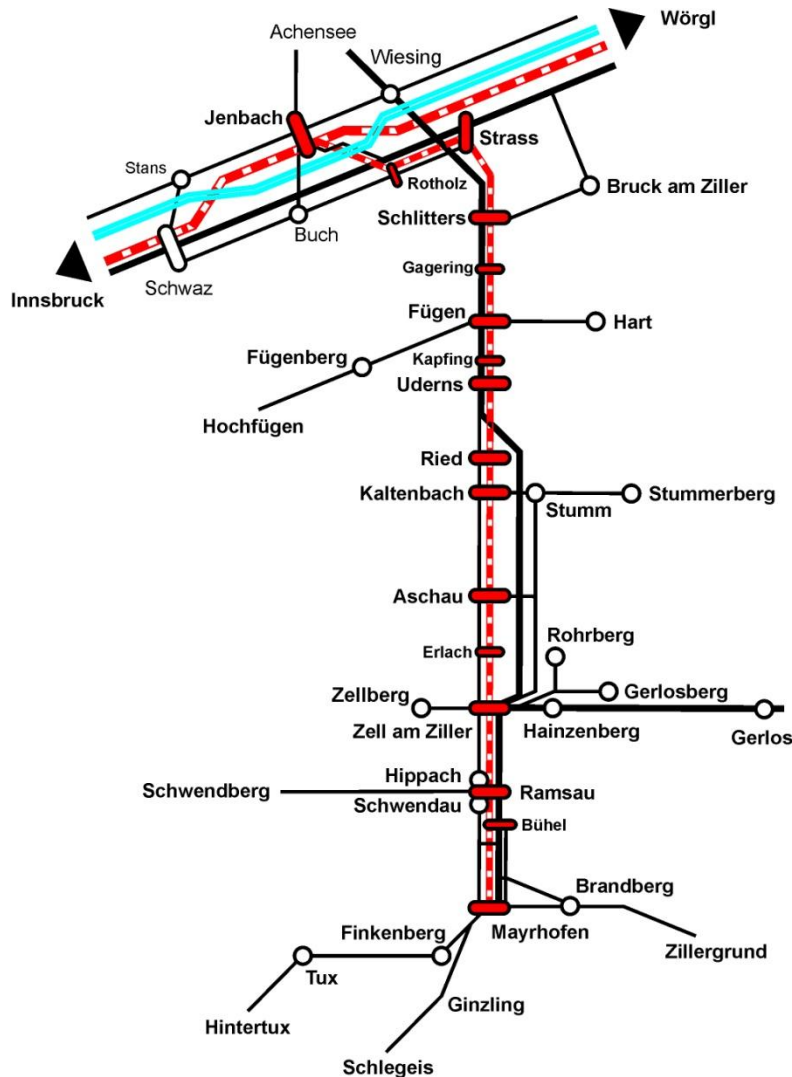 Wörgl
Achensee
Wiesing
Jenbach
Strass
Stans
Rotholz
Bruck am Ziller
Schlitters
Buch
Gagering
Schwaz
Innsbruck
Fügen
Hart
Fügenberg
Kapfing
Uderns
Hochfügen
Ried
Kaltenbach
Stummerberg
Stumm
Aschau
Rohrberg
Erlach
Zellberg
Gerlosberg
Zell am Ziller
Hainzenberg
Gerlos
Hippach
Schwendberg
Ramsau
Schwendau
Bühel
Brandberg
Mayrhofen
Finkenberg
Zillergrund
Tux
Ginzling
Hintertux
Schlegeis